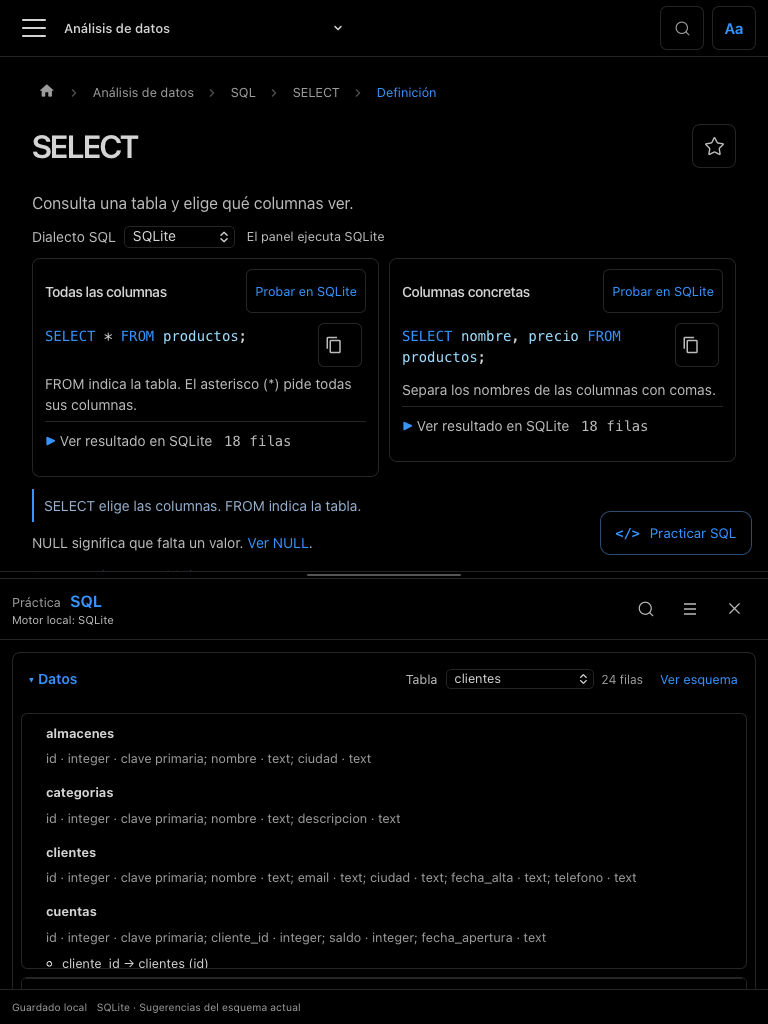 Análisis de datos
Aa
Análisis de datos > SQL > SELECT > Definición
SELECT
Consulta una tabla y elige qué columnas ver.
Dialecto SQL SQLite El panel ejecuta SQLite
Todas las columnas
Probar en SQLite
SELECT * FROM productos;
FROM indica la tabla. El asterisco (*) pide todas
sus columnas.
▶ Ver resultado en SQLite 18 filas
Columnas concretas
Probar en SQLite
SELECT nombre, precio FROM
productos;
Separa los nombres de las columnas con comas.
▶ Ver resultado en SQLite 18 filas
SELECT elige las columnas. FROM indica la tabla.
NULL significa que falta un valor. Ver NULL.
</> Practicar SQL
Práctica SQL
Motor local: SQLite
▾ Datos
Tabla clientes 24 filas Ver esquema
almacenes
id · integer · clave primaria; nombre · text; ciudad · text
categorias
id · integer · clave primaria; nombre · text; descripcion · text
clientes
id · integer · clave primaria; nombre · text; email · text; ciudad · text; fecha_alta · text; telefono · text
cuentas
id · integer · clave primaria; cliente_id · integer; saldo · integer; fecha_apertura · text
cliente_id → clientes (id)
Guardado local SQLite · Sugerencias del esquema actual